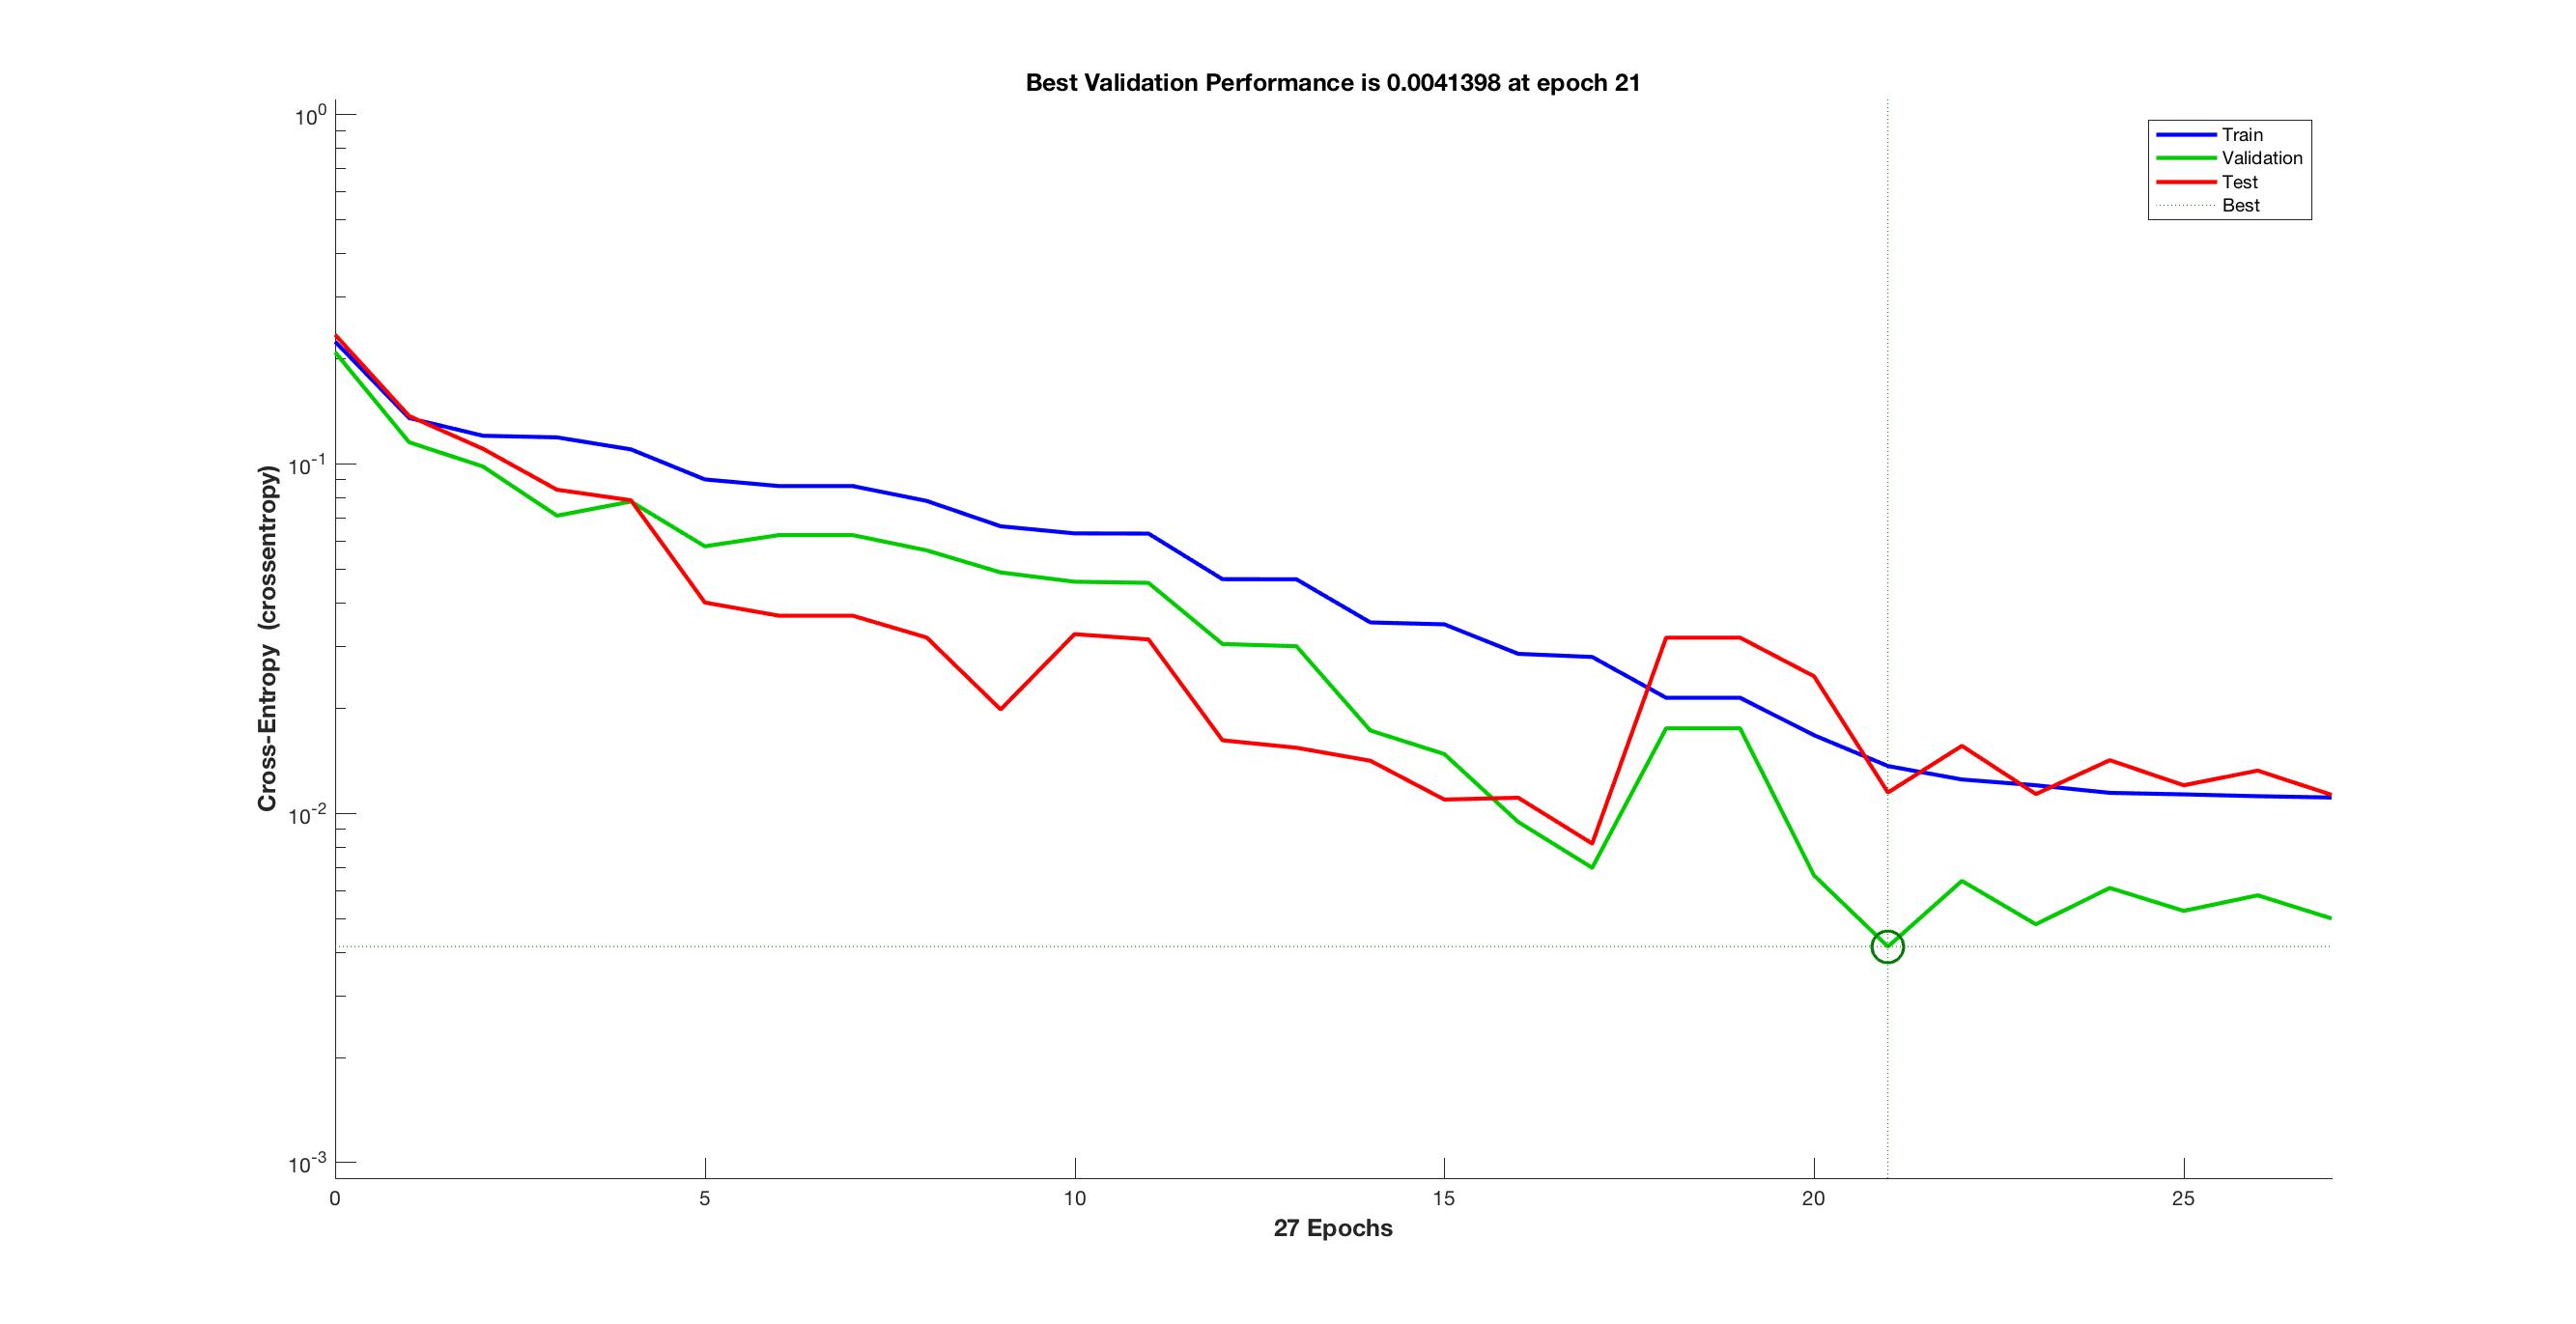 Best Validation Performance is 0.0041398 at epoch 21
10^0
10^-1
10^-2
10^-3
Cross-Entropy (crossentropy)
Train
Validation
Test
Best
0 5 10 15 20 25
27 Epochs